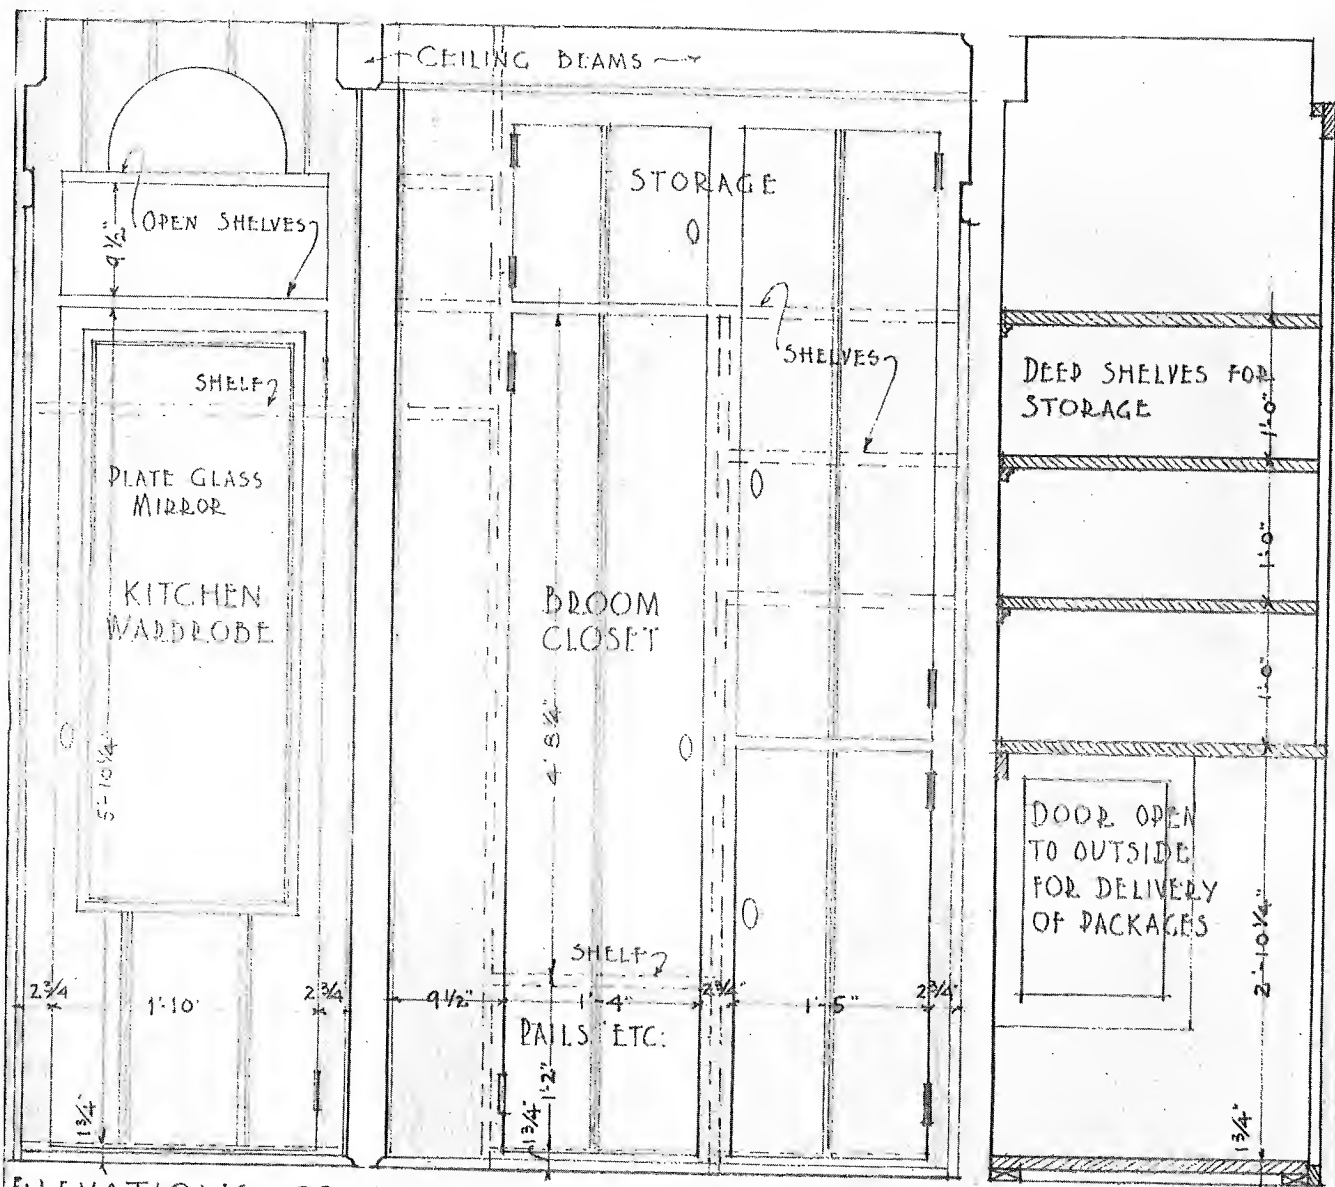 CEILING BEAMS
STORAGE
OPEN SHELVES
9½"
SHELF
SHELVES
DEEP SHELVES FOR
STORAGE
1'-0"
PLATE GLASS
MIRROR
1'-0"
KITCHEN
WARDROBE
BROOM
CLOSET
1'-0"
4' 8¼"
5'-10¼"
DOOR OPEN
TO OUTSIDE
FOR DELIVERY
OF PACKAGES
2'-10¼"
SHELF
2¾
1'-10"
2¾
9½"
1'-4"
2¾"
1'-5"
2¾"
PAILS ETC.
1'-2"
1¾"
1¾"
1¾"